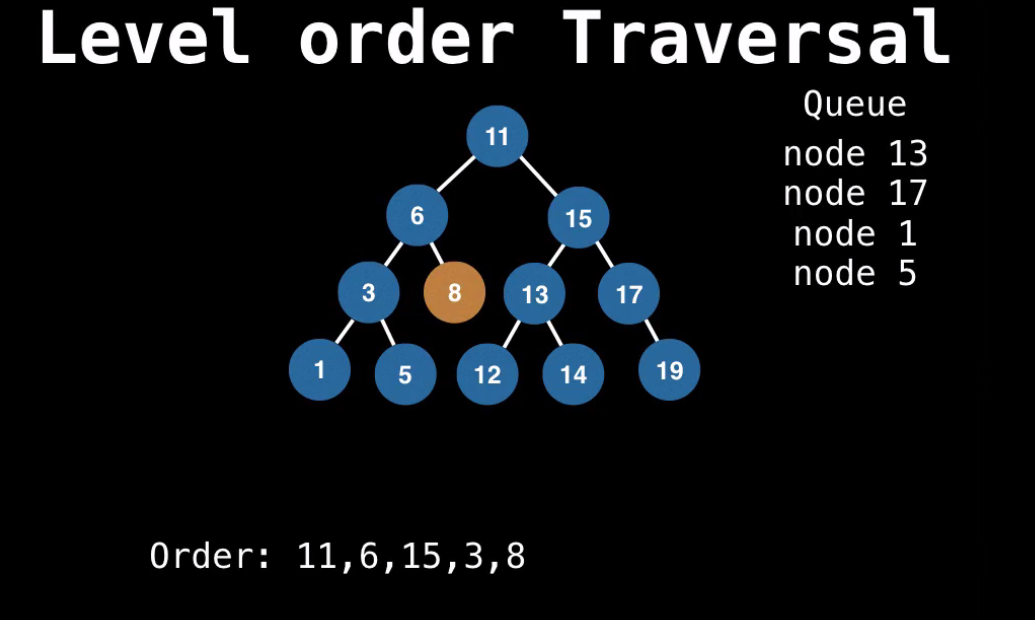 Level order Traversal
Queue
node 13
node 17
node 1
node 5
11
6
15
3
8
13
17
1
5
12
14
19
Order: 11,6,15,3,8